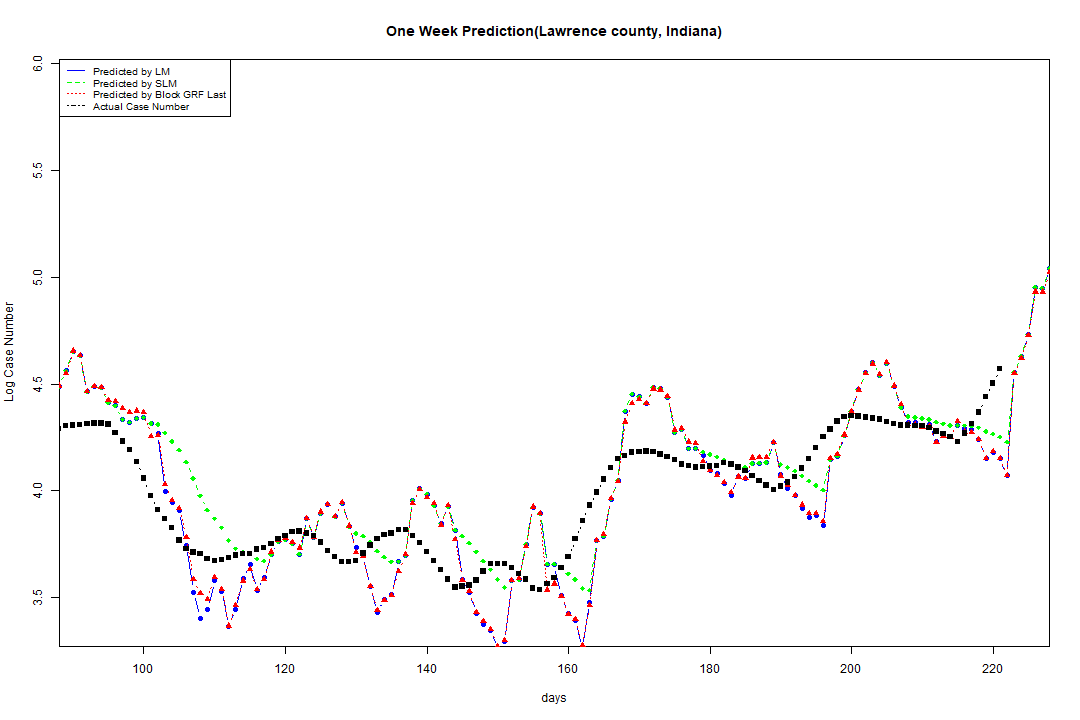 One Week Prediction(Lawrence county, Indiana)
Predicted by LM
Predicted by SLM
Predicted by Block GRF Last
Actual Case Number
6.0
5.5
5.0
4.5
4.0
3.5
Log Case Number
100 120 140 160 180 200 220
days